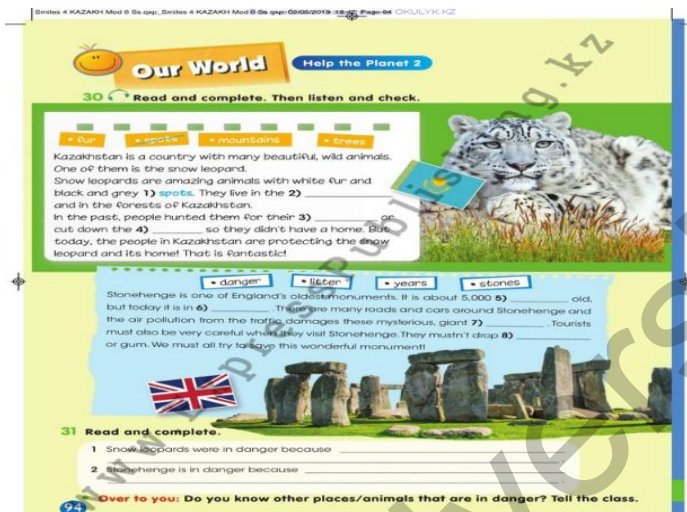 Smiles 4 KAZAKH Mod 6 Ss.qxp_Smiles 4 KAZAKH Mod 6 Ss.qxp 02/05/2019 Page 94 OKULYK.KZ
Our World
Help the Planet 2
30 Read and complete. Then listen and check.
• fur • spots • mountains • trees
Kazakhstan is a country with many beautiful, wild animals.
One of them is the snow leopard.
Snow leopards are amazing animals with white fur and
black and grey 1) spots. They live in the 2) ________
and in the forests of Kazakhstan.
In the past, people hunted them for their 3) ________ or
cut down the 4) ________ so they didn't have a home. But
today, the people in Kazakhstan are protecting the snow
leopard and its home! That is fantastic!
• danger • litter • years • stones
Stonehenge is one of England's oldest monuments. It is about 5,000 5) ________ old,
but today it is in 6) ________. There are many roads and cars around Stonehenge and
the air pollution from the traffic damages these mysterious, giant 7) ________. Tourists
must also be very careful when they visit Stonehenge. They mustn't drop 8) ________
or gum. We must all try to save this wonderful monument!
31 Read and complete.
1 Snow leopards were in danger because ________
2 Stonehenge is in danger because ________
Over to you: Do you know other places/animals that are in danger? Tell the class.
94